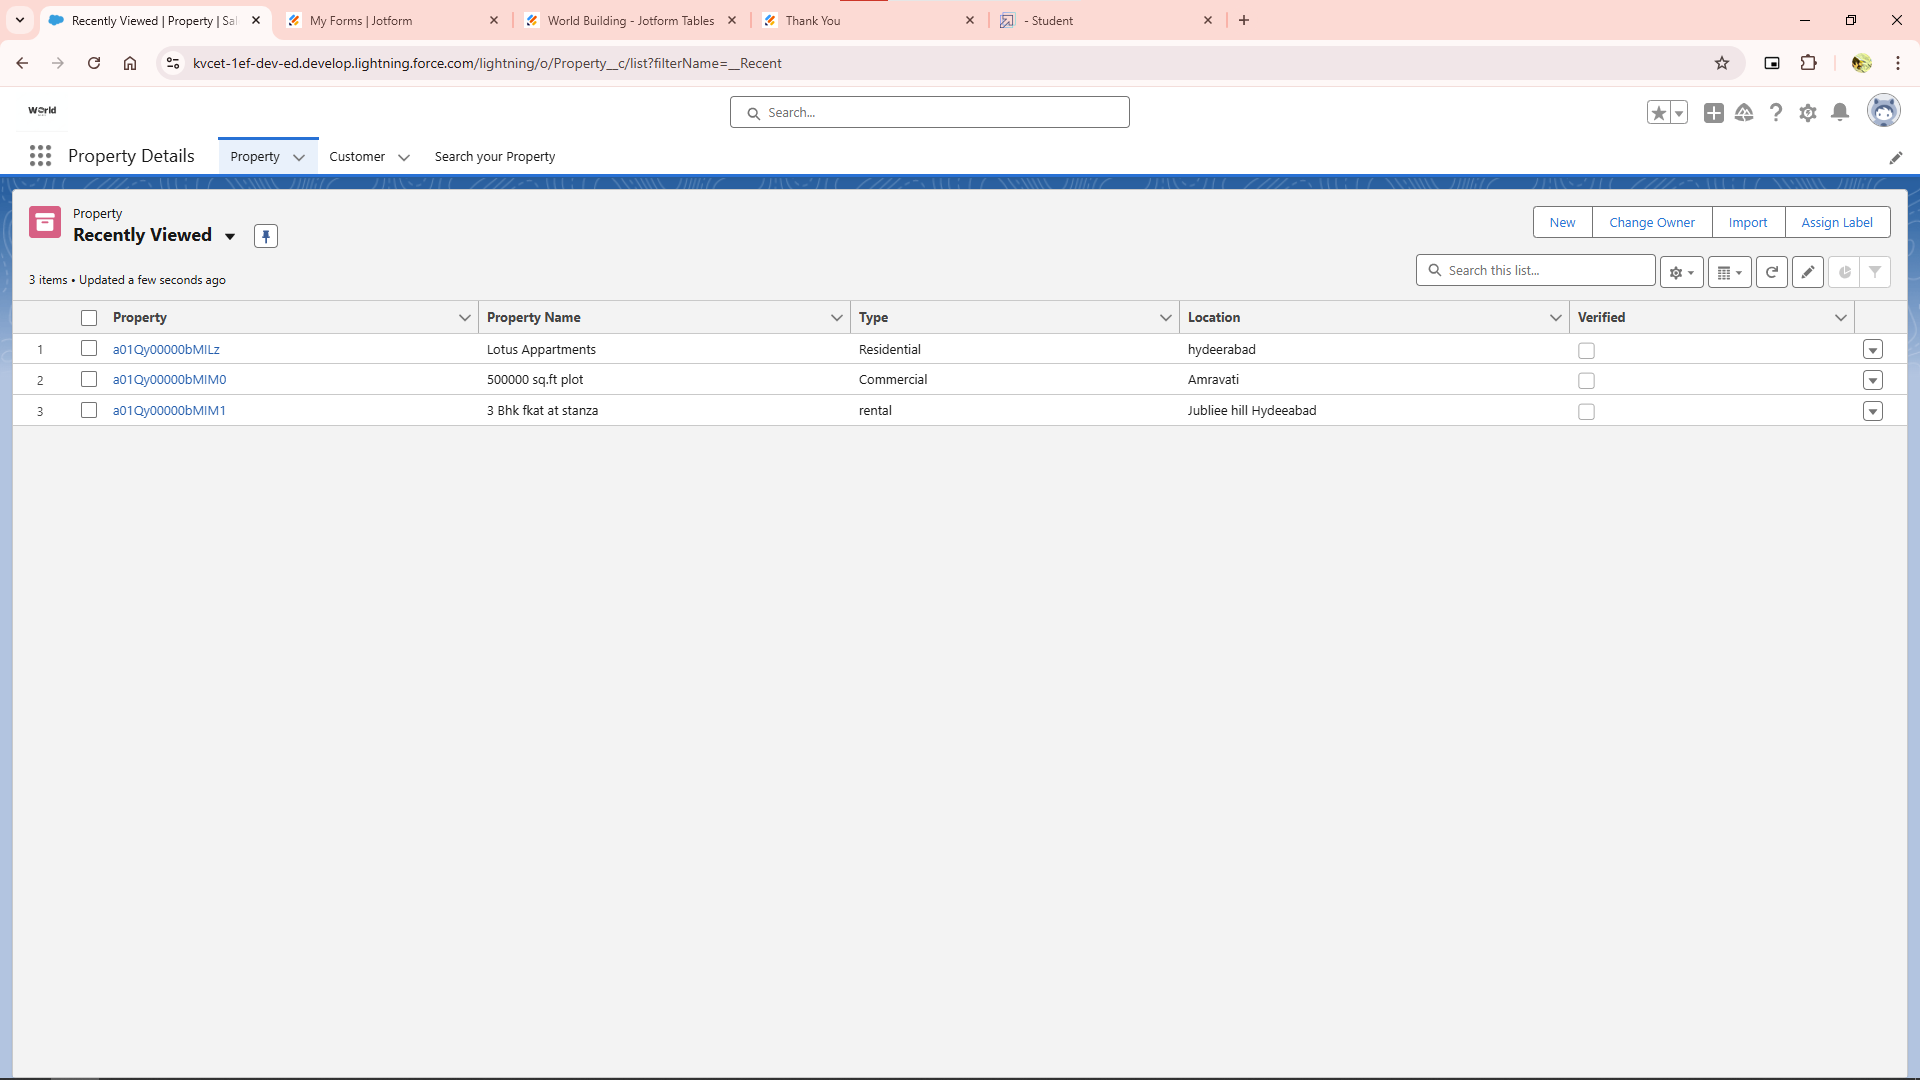 Recently Viewed | Property | Sal
My Forms | Jotform
World Building - Jotform Tables
Thank You
- Student
kvcet-1ef-dev-ed.develop.lightning.force.com/lightning/o/Property__c/list?filterName=__Recent
World
Search...
Property Details
Property
Customer
Search your Property
Property
Recently Viewed
New
Change Owner
Import
Assign Label
3 items • Updated a few seconds ago
Search this list...
Property Property Name Type Location Verified
1 a01Qy00000bMILz Lotus Appartments Residential hydeerabad
2 a01Qy00000bMIM0 500000 sq.ft plot Commercial Amravati
3 a01Qy00000bMIM1 3 Bhk fkat at stanza rental Jubliee hill Hydeeabad